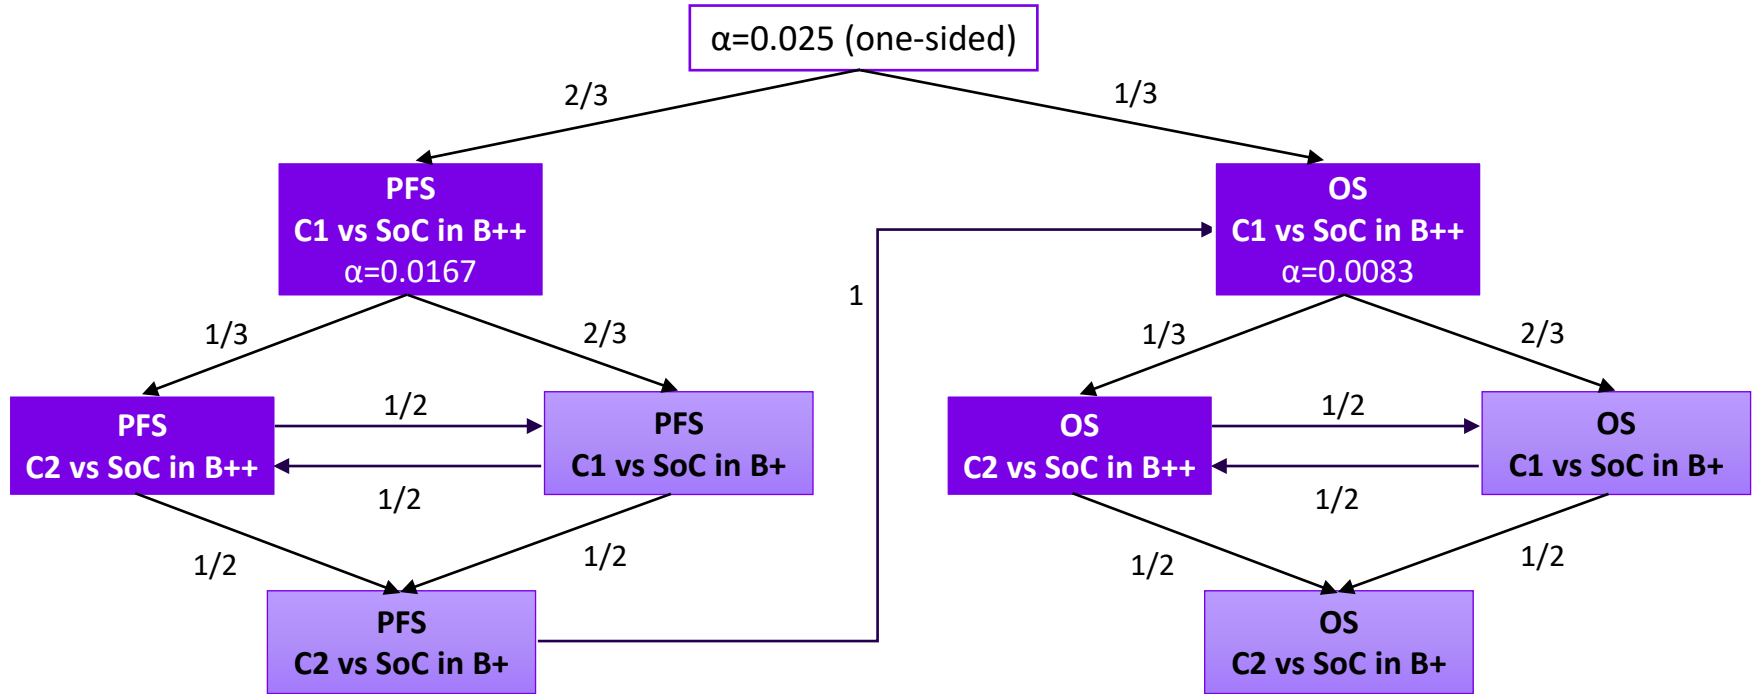 α=0.025 (one-sided)
2/3
1/3
PFS
C1 vs SoC in B++
α=0.0167
OS
C1 vs SoC in B++
α=0.0083
1
1/3
2/3
1/3
2/3
PFS
C2 vs SoC in B++
1/2
1/2
PFS
C1 vs SoC in B+
OS
C2 vs SoC in B++
1/2
1/2
OS
C1 vs SoC in B+
1/2
1/2
1/2
1/2
PFS
C2 vs SoC in B+
OS
C2 vs SoC in B+